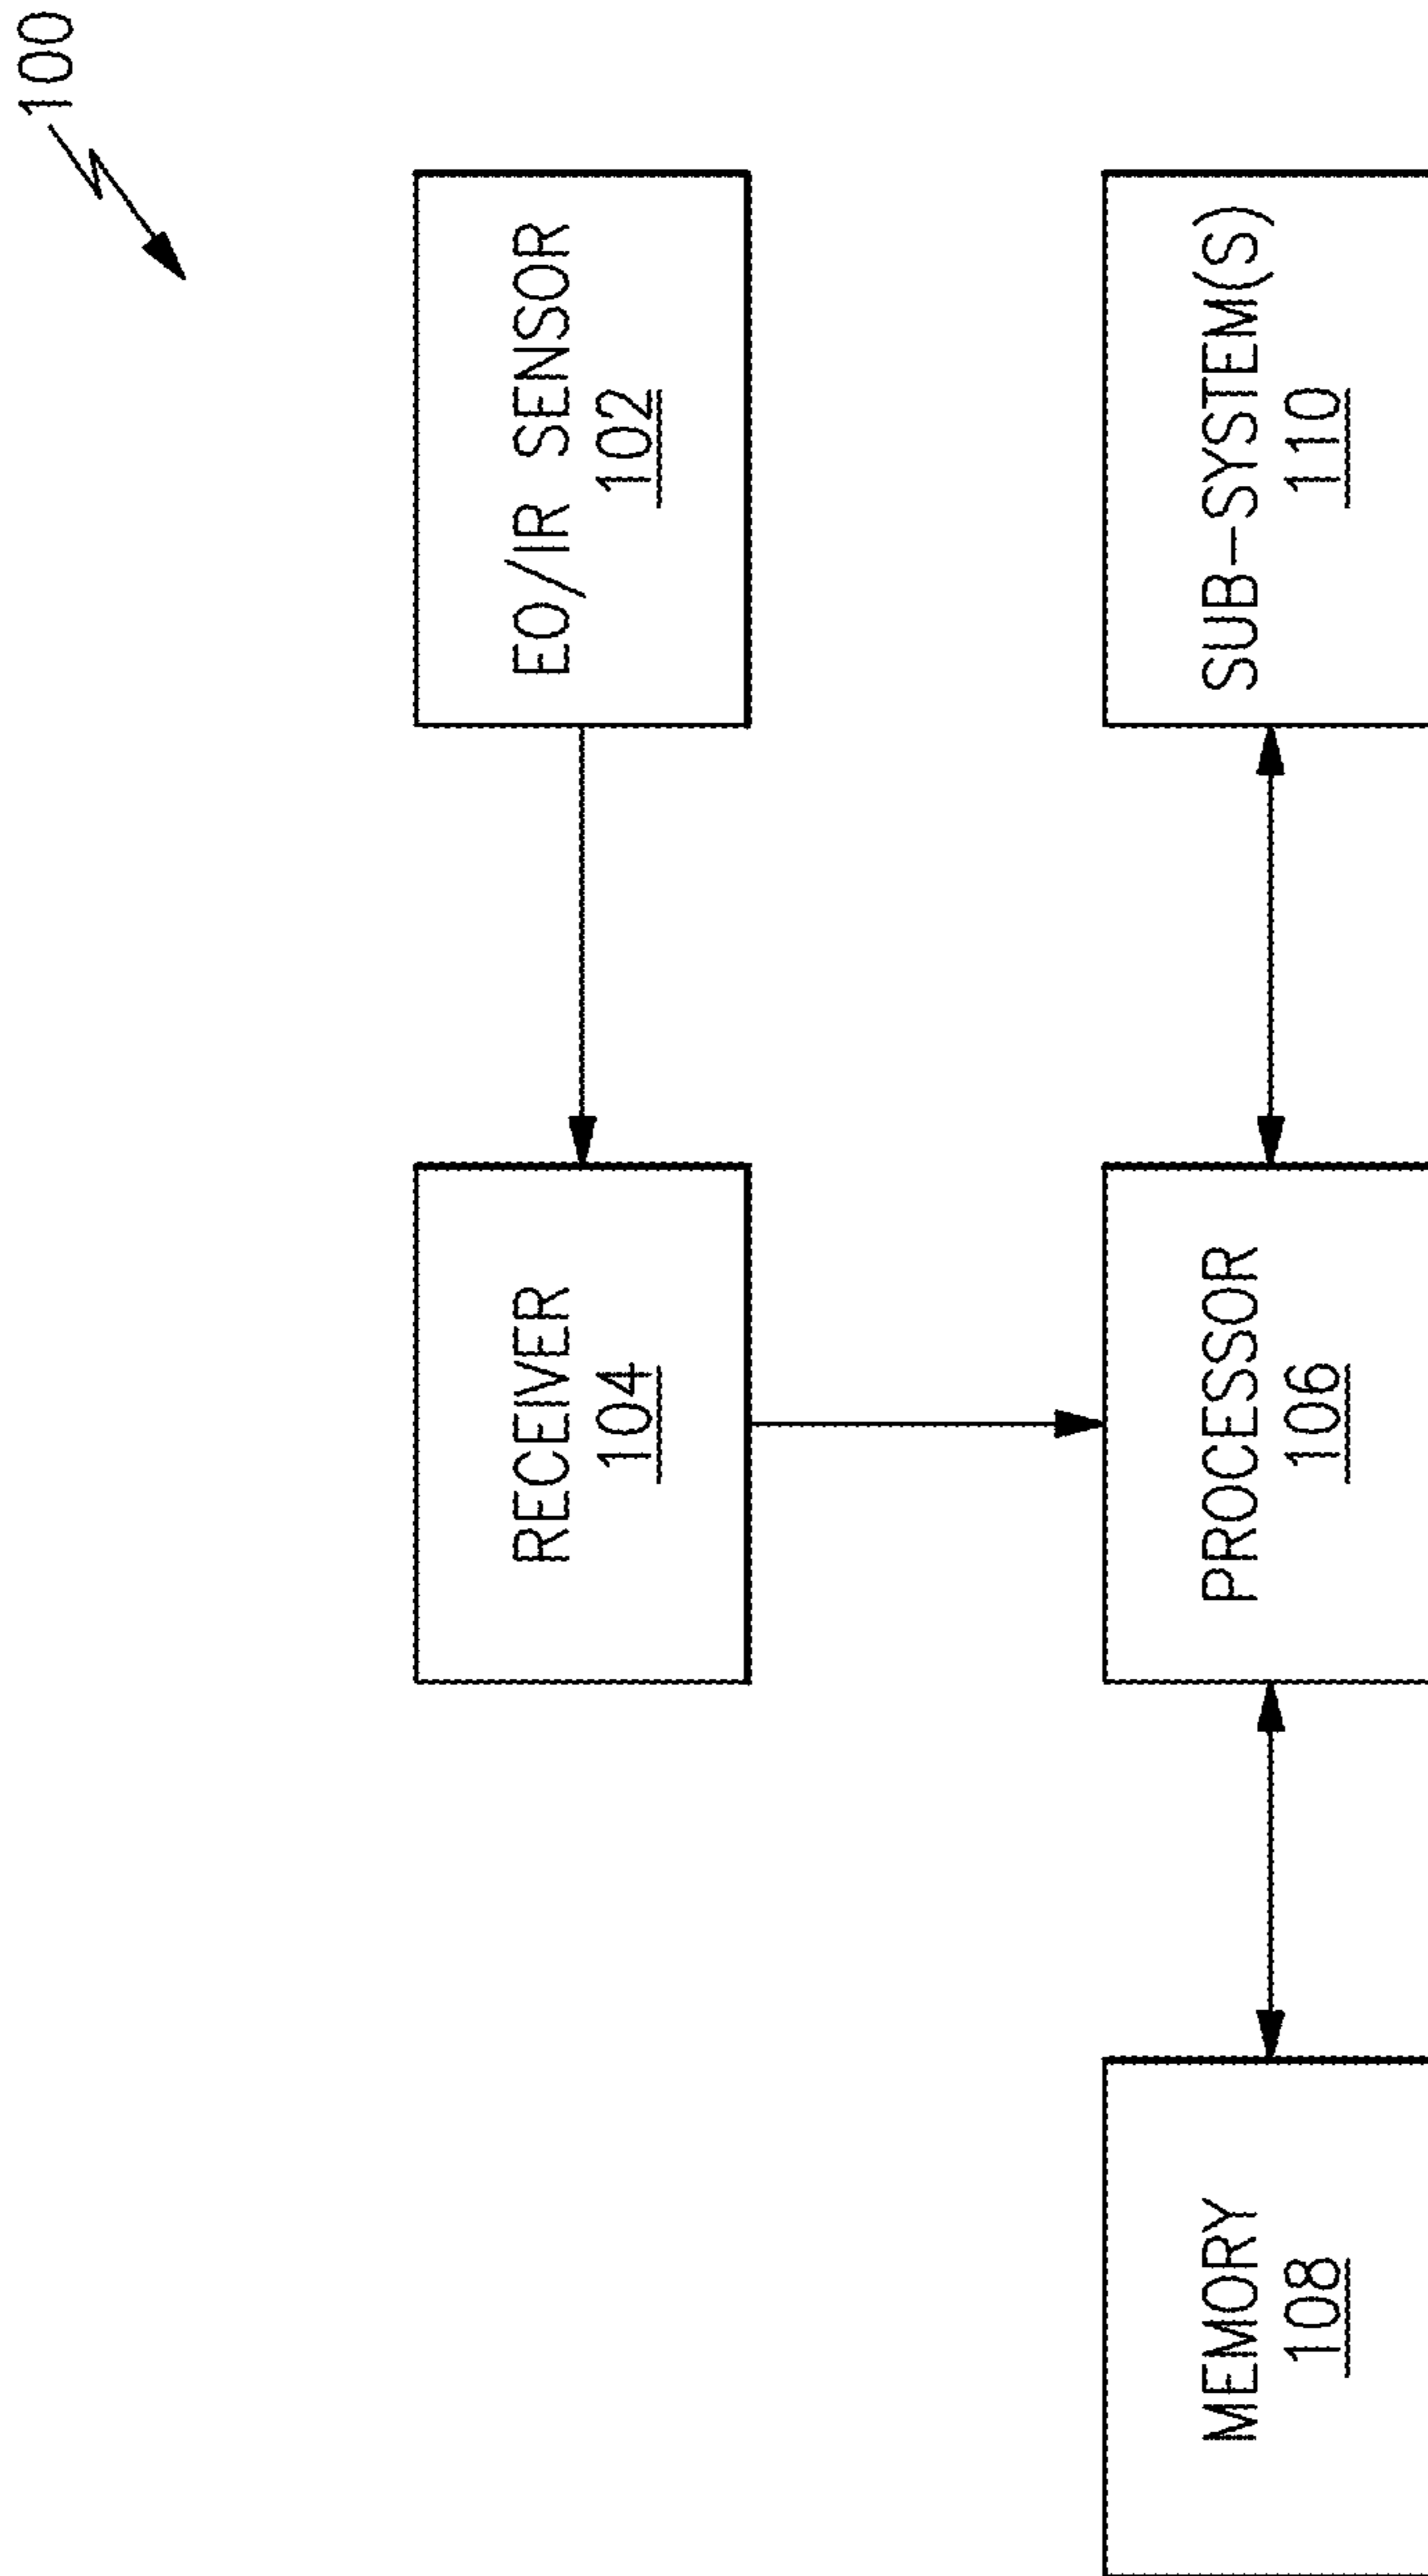 100
EO/IR SENSOR
102
RECEIVER
104
SUB-SYSTEM(S)
110
PROCESSOR
106
MEMORY
108